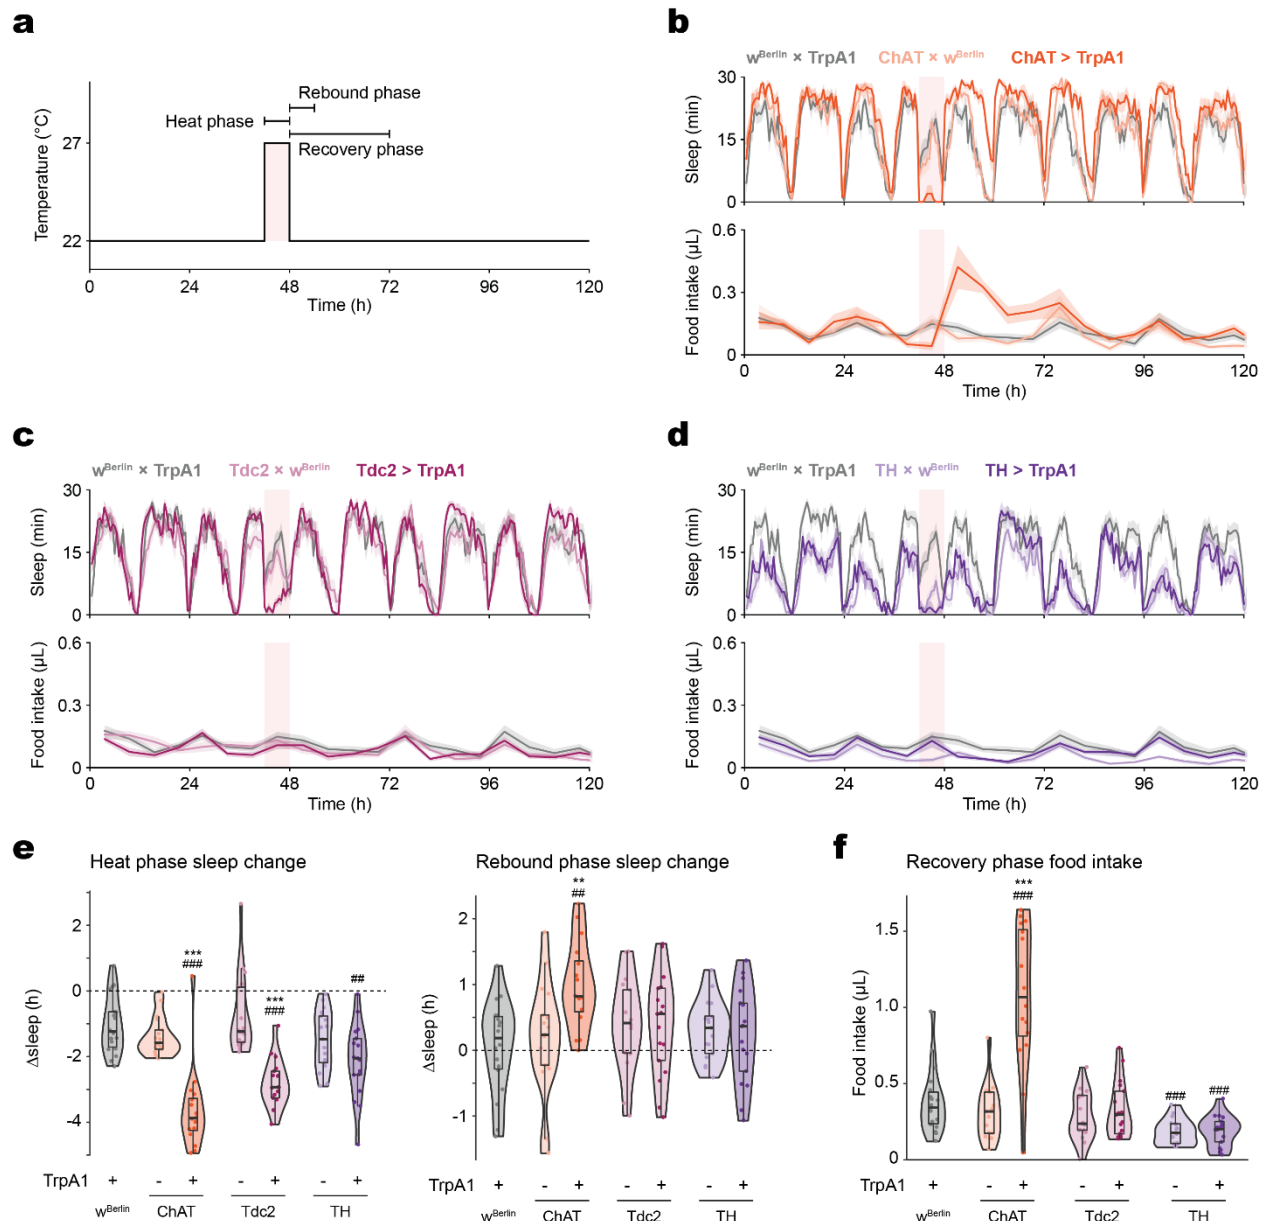 a
Temperature (°C)
27
22
Heat phase
Rebound phase
Recovery phase
0 24 48 72 96 120
Time (h)
b
wBerlin × TrpA1 ChAT × wBerlin ChAT > TrpA1
Sleep (min)
30
15
0
Food intake (µL)
0.6
0.3
0
0 24 48 72 96 120
Time (h)
c
wBerlin × TrpA1 Tdc2 × wBerlin Tdc2 > TrpA1
Sleep (min)
30
15
0
Food intake (µL)
0.6
0.3
0
0 24 48 72 96 120
Time (h)
d
wBerlin × TrpA1 TH × wBerlin TH > TrpA1
Sleep (min)
30
15
0
Food intake (µL)
0.6
0.3
0
0 24 48 72 96 120
Time (h)
e
Heat phase sleep change
Δsleep (h)
2
0
-2
-4
***
###
***
###
##
TrpA1 + - + - + - +
wBerlin ChAT Tdc2 TH
Rebound phase sleep change
Δsleep (h)
2
1
0
-1
**
##
TrpA1 + - + - + - +
wBerlin ChAT Tdc2 TH
f
Recovery phase food intake
Food intake (µL)
1.5
1.0
0.5
0
***
###
###
###
TrpA1 + - + - + - +
wBerlin ChAT Tdc2 TH